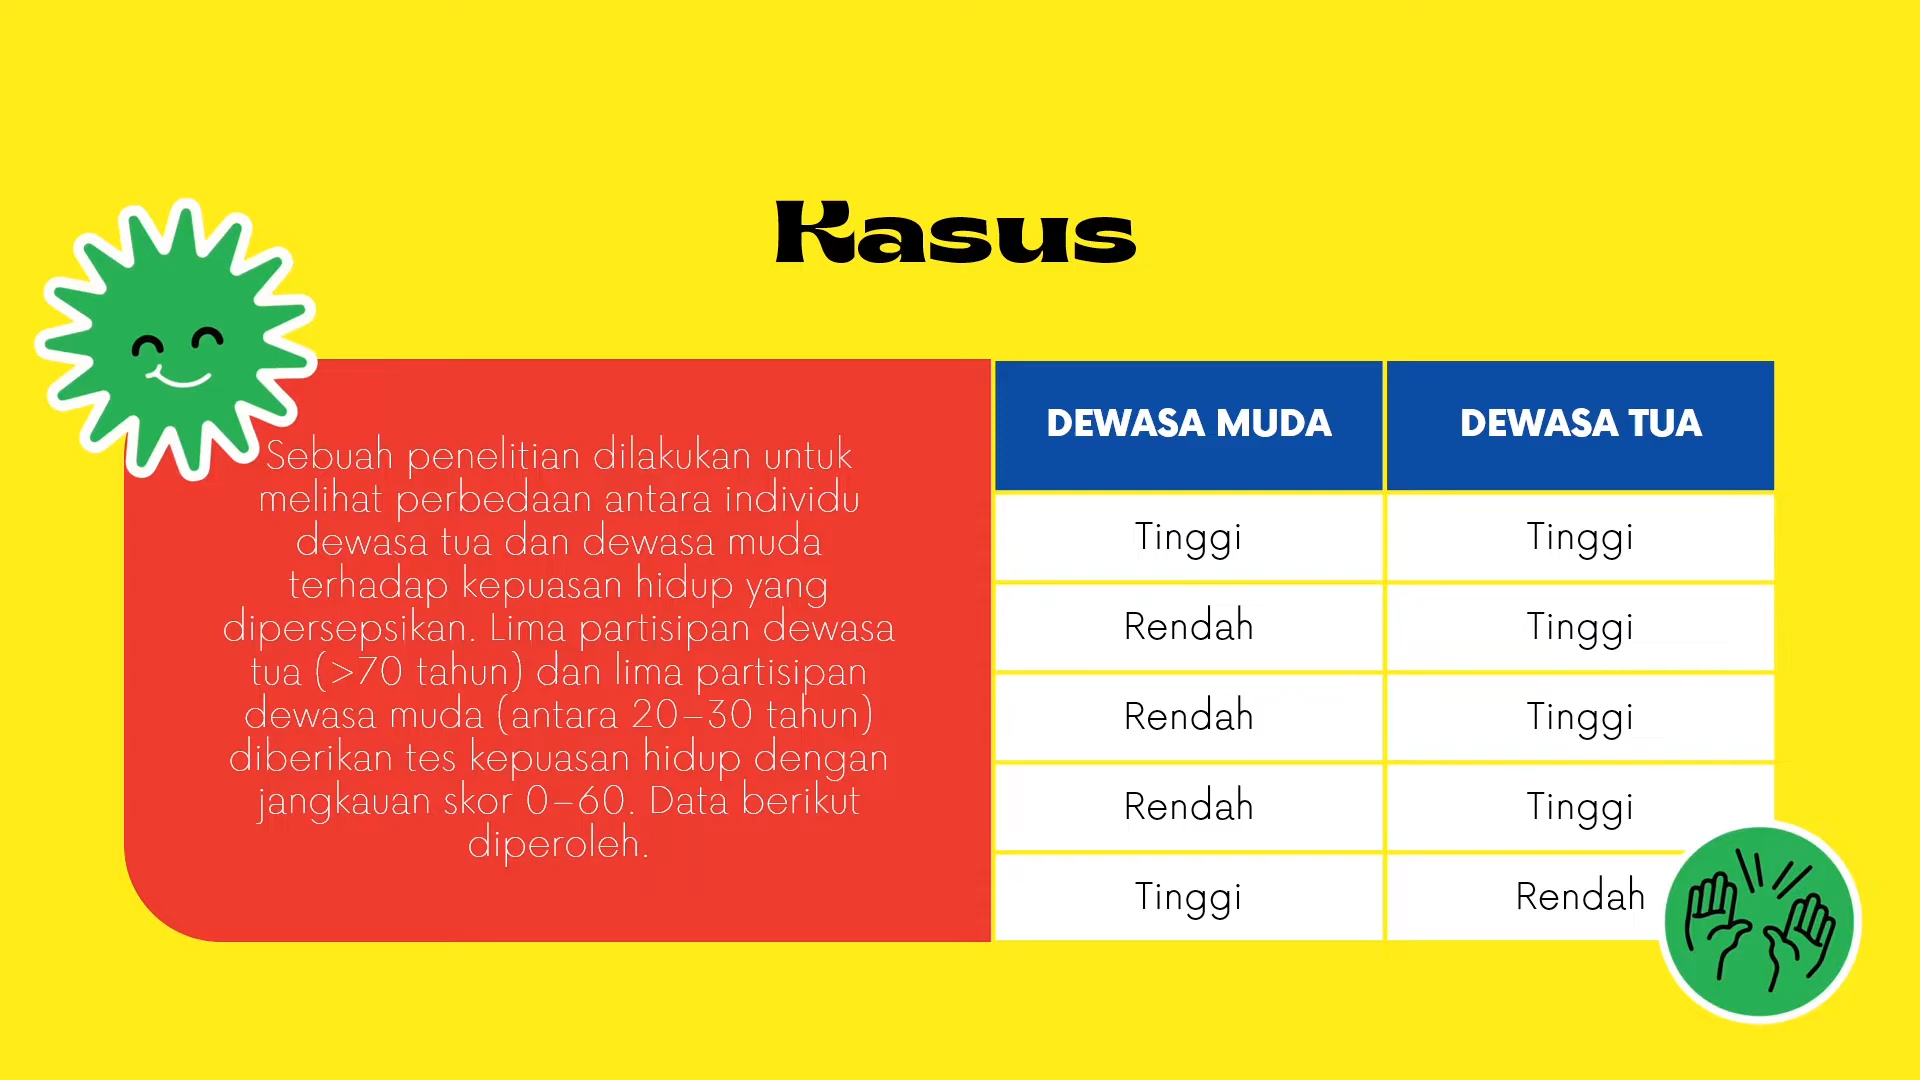 Kasus
Sebuah penelitian dilakukan untuk
melihat perbedaan antara individu
dewasa tua dan dewasa muda
terhadap kepuasan hidup yang
dipersepsikan. Lima partisipan dewasa
tua (>70 tahun) dan lima partisipan
dewasa muda (antara 20-30 tahun)
diberikan tes kepuasan hidup dengan
jangkauan skor 0-60. Data berikut
diperoleh.
DEWASA MUDA DEWASA TUA
Tinggi Tinggi
Rendah Tinggi
Rendah Tinggi
Rendah Tinggi
Tinggi Rendah